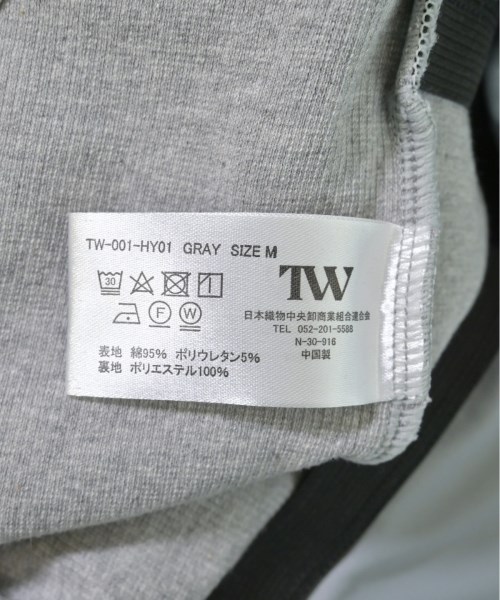 TW-001-HY01 GRAY SIZE M
30
F W
表地 綿95% ポリウレタン5%
裏地 ポリエステル100%
TW
日本織物中央卸商業組合連合会
TEL 052-201-5588
N-30-916
中国製